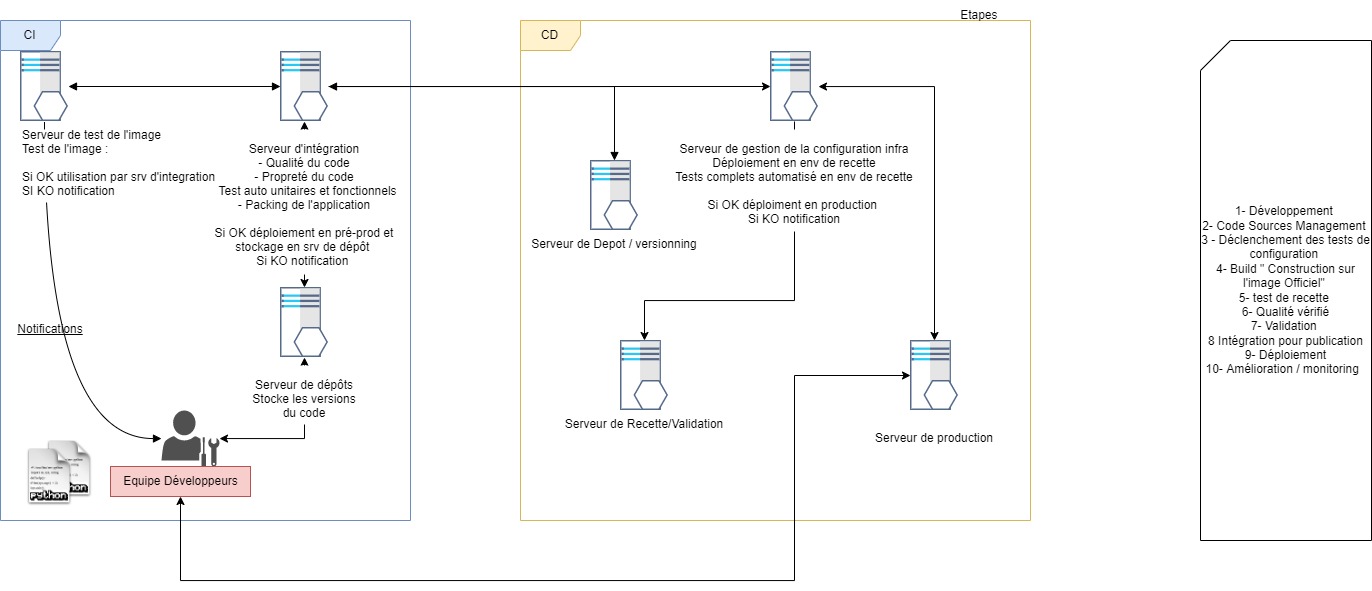 Etapes
CI
Serveur de test de l'image
Test de l'image :
Si OK utilisation par srv d'integration
SI KO notification
Serveur d'intégration
- Qualité du code
- Propreté du code
Test auto unitaires et fonctionnels
- Packing de l'application
Si OK déploiement en pré-prod et
stockage en srv de dépôt
Si KO notification
Notifications
Serveur de dépôts
Stocke les versions
du code
Equipe Développeurs
python
CD
Serveur de gestion de la configuration infra
Déploiement en env de recette
Tests complets automatisé en env de recette
Si OK déploiment en production
Si KO notification
Serveur de Depot / versionning
Serveur de Recette/Validation
Serveur de production
1- Développement
2- Code Sources Management
3 - Déclenchement des tests de
configuration
4- Build " Construction sur
l'image Officiel"
5- test de recette
6- Qualité vérifié
7- Validation
8 Intégration pour publication
9- Déploiement
10- Amélioration / monitoring